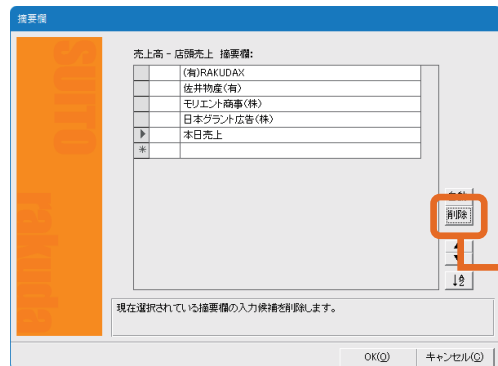 摘要欄
SUITO
rakuda
売上高 - 店頭売上 摘要欄:
(有)RAKUDAX
佐井物産(有)
モリエント商事(株)
日本グラント広告(株)
本日売上
*
削除
現在選択されている摘要欄の入力候補を削除します。
OK(O)
キャンセル(C)